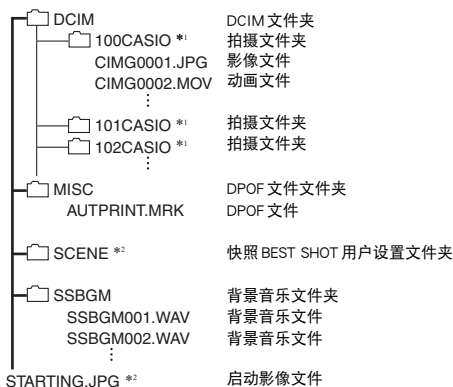 DCIM DCIM 文件夹
100CASIO *1 拍摄文件夹
CIMG0001.JPG 影像文件
CIMG0002.MOV 动画文件
101CASIO *1 拍摄文件夹
102CASIO *1 拍摄文件夹
MISC DPOF 文件文件夹
AUTPRINT.MRK DPOF 文件
SCENE *2 快照 BEST SHOT 用户设置文件夹
SSBGM 背景音乐文件夹
SSBGM001.WAV 背景音乐文件
SSBGM002.WAV 背景音乐文件
STARTING.JPG *2 启动影像文件